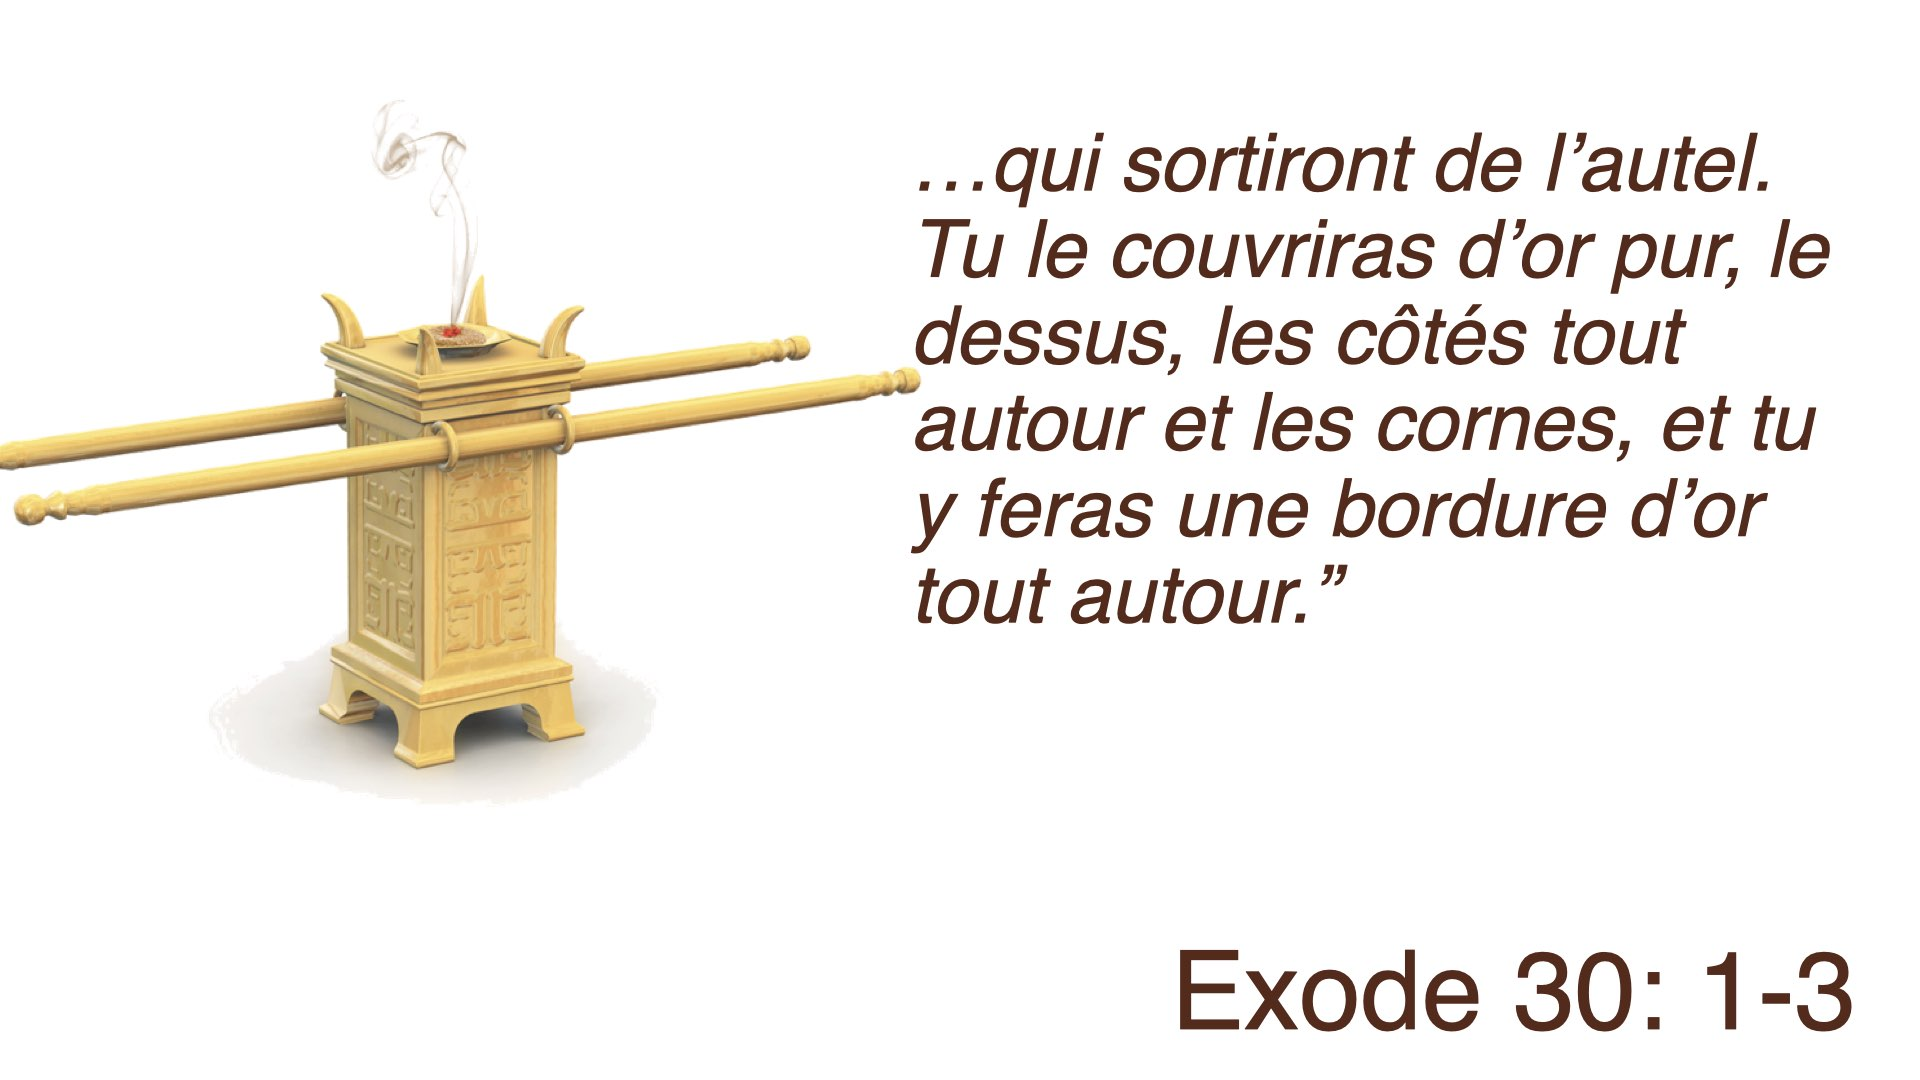 …qui sortiront de l’autel.
Tu le couvriras d’or pur, le
dessus, les côtés tout
autour et les cornes, et tu
y feras une bordure d’or
tout autour.”
Exode 30: 1-3